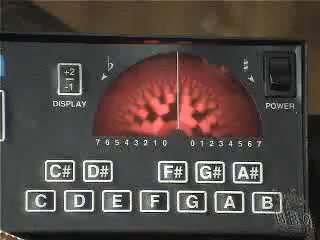 +2
-1
♭
♯
DISPLAY
POWER
7 6 5 4 3 2 1 0 0 1 2 3 4 5 6 7
C# D# F# G# A#
C D E F G A B